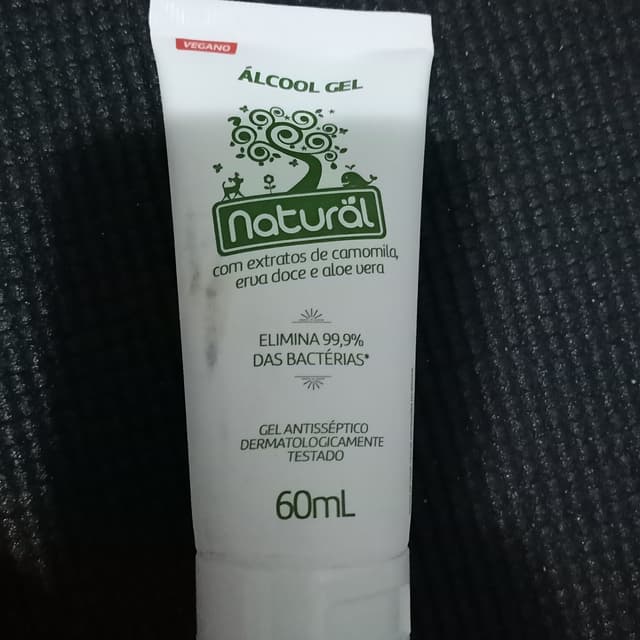 VEGANO
ÁLCOOL GEL
naturäl
com extratos de camomila,
erva doce e aloe vera
ELIMINA 99,9%
DAS BACTÉRIAS*
GEL ANTISSÉPTICO
DERMATOLOGICAMENTE
TESTADO
60mL